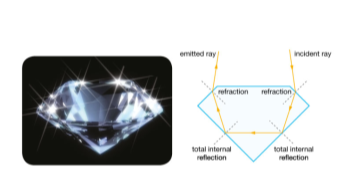 emitted ray
incident ray
refraction
refraction
total internal
reflection
total internal
reflection